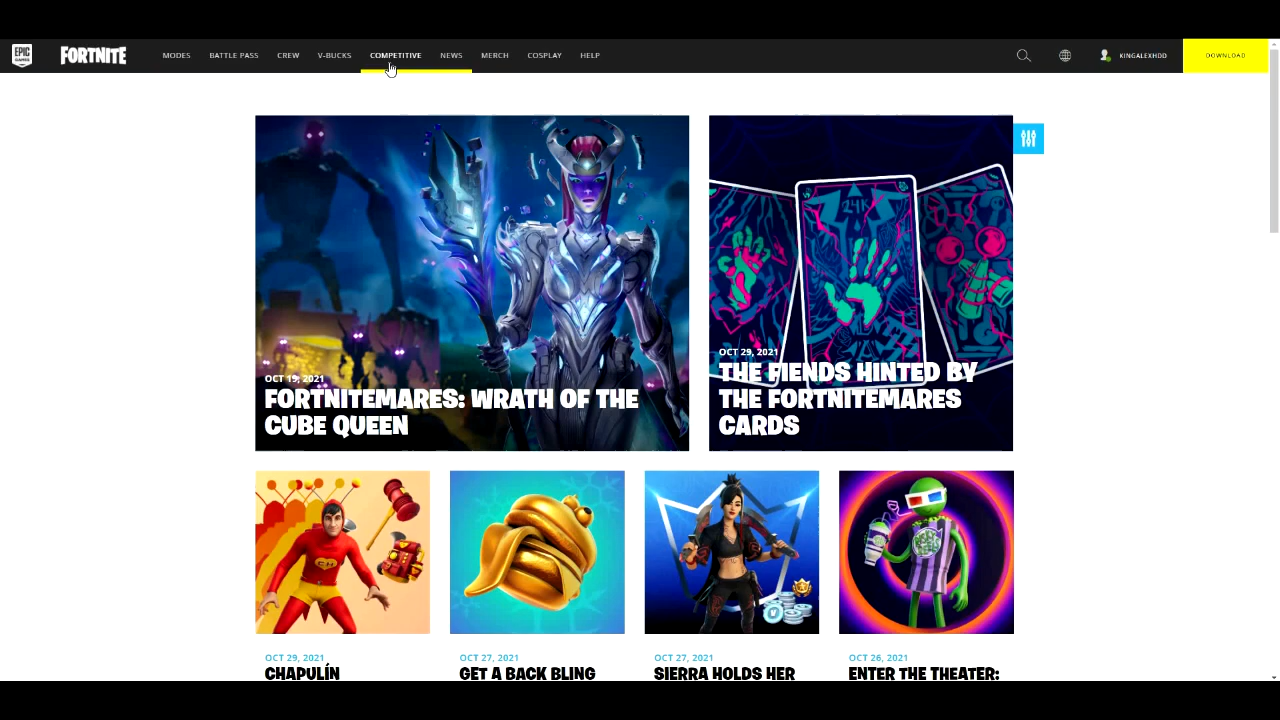 EPIC GAMES
FORTNITE
MODES BATTLE PASS CREW V-BUCKS COMPETITIVE NEWS MERCH COSPLAY HELP
KINGALEXHDD
DOWNLOAD
OCT 19, 2021
FORTNITEMARES: WRATH OF THE
CUBE QUEEN
24K
OCT 29, 2021
THE FIENDS HINTED BY
THE FORTNITEMARES
CARDS
CH
OCT 29, 2021
CHAPULÍN
OCT 27, 2021
GET A BACK BLING
OCT 27, 2021
SIERRA HOLDS HER
OCT 26, 2021
ENTER THE THEATER: